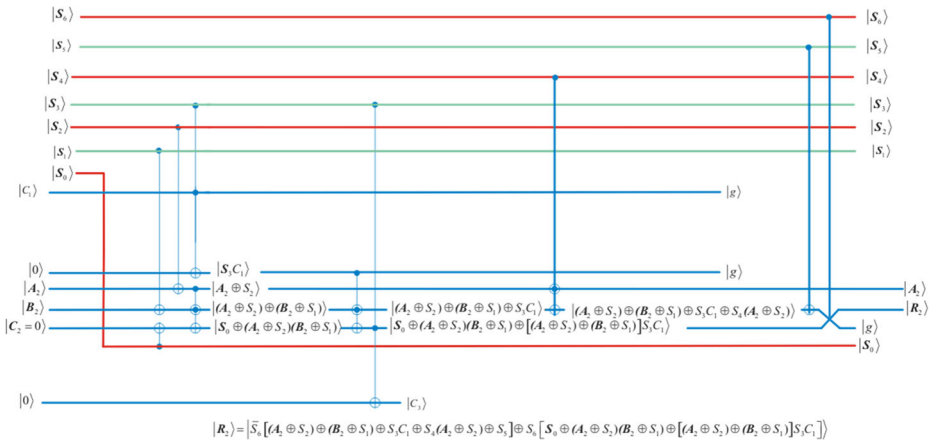 |S₆⟩ |S₆⟩
|S₅⟩ |S₅⟩
|S₄⟩ |S₄⟩
|S₃⟩ |S₃⟩
|S₂⟩ |S₂⟩
|S₁⟩ |S₁⟩
|S₀⟩
|C₁⟩ |g⟩
|0⟩ |S₃C₁⟩ |g⟩
|A₂⟩ |A₂⊕S₂⟩ |A₂⟩
|B₂⟩ |(A₂⊕S₂)⊕(B₂⊕S₁)⟩ |(A₂⊕S₂)⊕(B₂⊕S₁)⊕S₃C₁⟩ |(A₂⊕S₂)⊕(B₂⊕S₁)⊕S₃C₁⊕S₄(A₂⊕S₂)⟩ |R₂⟩
|C₂=0⟩ |S₀⊕(A₂⊕S₂)(B₂⊕S₁)⟩ |S₀⊕(A₂⊕S₂)(B₂⊕S₁)⊕[(A₂⊕S₂)⊕(B₂⊕S₁)]S₃C₁⟩ |g⟩
|S₀⟩
|0⟩ |C₃⟩
|R₂⟩=|S̄₆[(A₂⊕S₂)⊕(B₂⊕S₁)⊕S₃C₁⊕S₄(A₂⊕S₂)⊕S₅]⊕S₆[S₀⊕(A₂⊕S₂)(B₂⊕S₁)⊕[(A₂⊕S₂)⊕(B₂⊕S₁)]S₃C₁]⟩